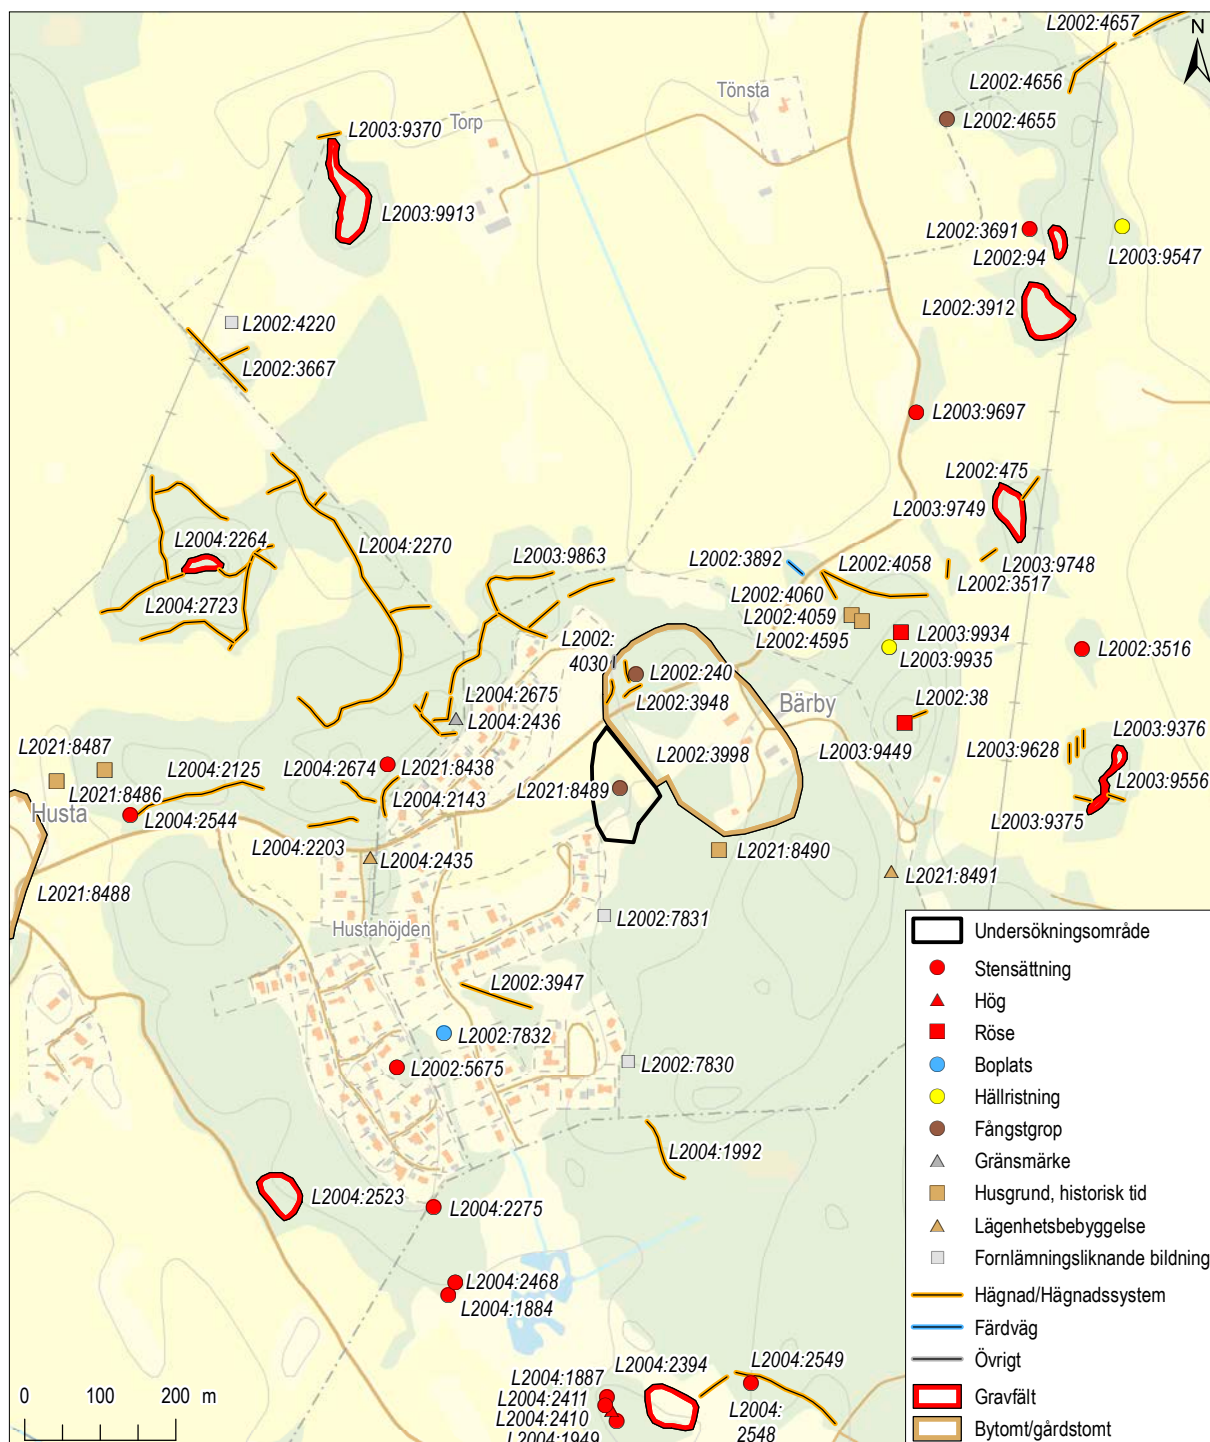 L2002:4657
N
L2002:4656
Tönsta
L2002:4655
L2003:9370
Torp
L2003:9913
L2002:3691
L2002:94
L2003:9547
L2002:3912
L2002:4220
L2002:3667
L2003:9697
L2002:475
L2003:9749
L2004:2264
L2004:2270
L2003:9863
L2002:3892
L2002:4058
L2003:9748
L2002:3517
L2004:2723
L2002:4060
L2002:4059
L2002:4595
L2003:9934
L2003:9935
L2002:3516
L2002:
4030
L2002:240
L2002:3948
L2004:2675
L2004:2436
Bärby
L2002:38
L2003:9449
L2003:9376
L2003:9628
L2003:9556
L2003:9375
L2021:8487
L2021:8486
L2004:2125
L2004:2674
L2021:8438
L2002:3998
L2021:8489
L2004:2143
Husta
L2004:2544
L2004:2203
L2004:2435
L2021:8490
L2021:8491
L2021:8488
L2002:7831
Hustahöjden
L2002:3947
L2002:7832
L2002:5675
L2002:7830
L2004:1992
L2004:2523
L2004:2275
L2004:2468
L2004:1884
L2004:2394
L2004:2549
L2004:1887
L2004:2411
L2004:2410
L2004:1949
L2004:
2548
0 100 200 m
Undersökningsområde
Stensättning
Hög
Röse
Boplats
Hällristning
Fångstgrop
Gränsmärke
Husgrund, historisk tid
Lägenhetsbebyggelse
Fornlämningsliknande bildning
Hägnad/Hägnadssystem
Färdväg
Övrigt
Gravfält
Bytomt/gårdstomt